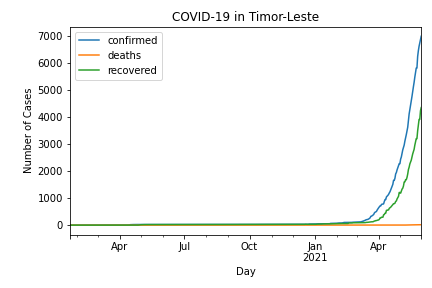 COVID-19 in Timor-Leste
confirmed
deaths
recovered
Number of Cases
7000
6000
5000
4000
3000
2000
1000
0
Apr
Jul
Oct
Jan
2021
Apr
Day